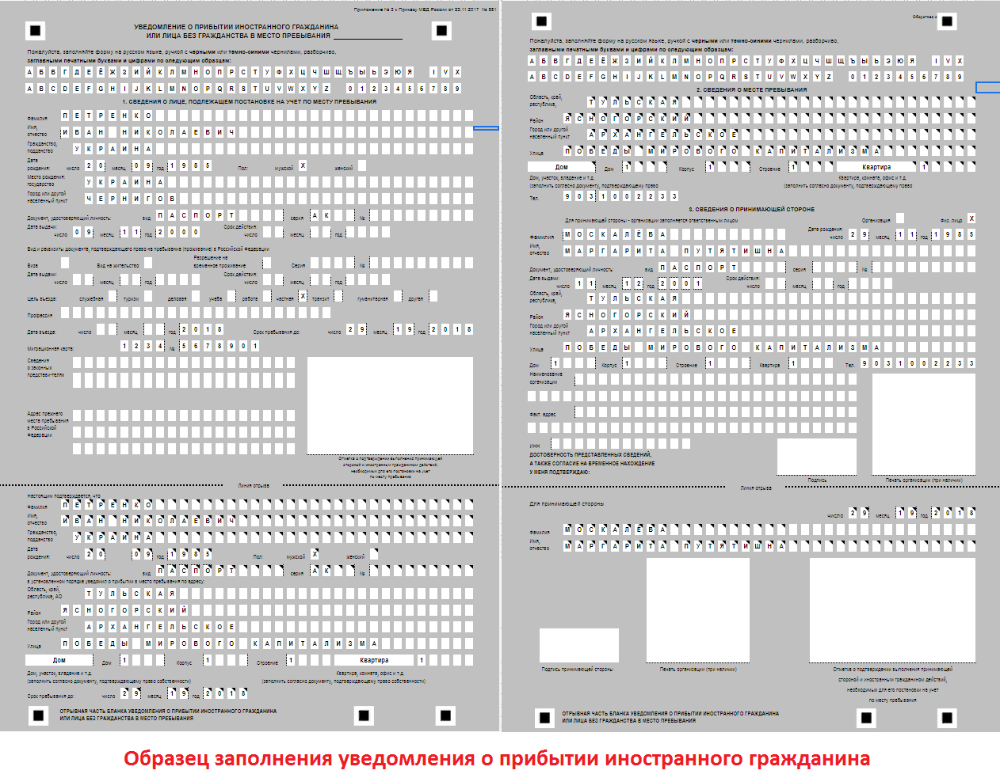 Приложение № 3 к Приказу МВД России от 23.11.2017 № 881
УВЕДОМЛЕНИЕ О ПРИБЫТИИ ИНОСТРАННОГО ГРАЖДАНИНА
ИЛИ ЛИЦА БЕЗ ГРАЖДАНСТВА В МЕСТО ПРЕБЫВАНИЯ
Пожалуйста, заполняйте форму на русском языке, ручкой с черными или темно-синими чернилами, разборчиво,
заглавными печатными буквами и цифрами по следующим образцам:
А Б В Г Д Е Ё Ж З И Й К Л М Н О П Р С Т У Ф Х Ц Ч Ш Щ Ъ Ы Ь Э Ю Я I V X
A B C D E F G H I J K L M N O P Q R S T U V W X Y Z 0 1 2 3 4 5 6 7 8 9
1. СВЕДЕНИЯ О ЛИЦЕ, ПОДЛЕЖАЩЕМ ПОСТАНОВКЕ НА УЧЕТ ПО МЕСТУ ПРЕБЫВАНИЯ
Фамилия ПЕТРЕНКО
Имя, отчество ИВАН НИКОЛАЕВИЧ
Гражданство, подданство УКРАИНА
Дата рождения: число 20 месяц 09 год 1985 Пол: мужской X женский
Место рождения: государство УКРАИНА
Город или другой населенный пункт ЧЕРНИГОВ
Документ, удостоверяющий личность: вид ПАСПОРТ серия АК №
Дата выдачи: число 09 месяц 11 год 2000 Срок действия: число месяц год
Вид и реквизиты документа, подтверждающего право на пребывание (проживание) в Российской Федерации
Виза Вид на жительство Разрешение на временное проживание Серия №
Дата выдачи: число месяц год Срок действия: число месяц год
Цель въезда: служебная туризм деловая учеба работа частная X транзит гуманитарная другая
Профессия
Дата въезда: число месяц год 2018 Срок пребывания до: число 29 месяц 19 год 2018
Миграционная карта: 1234 № 5678901
Сведения
о законных
представи-телях
Адрес прежнего
места пребывания
в Российской
Федерации
Отметка о подтверждении выполнения принимающей
стороной и иностранным гражданином действий,
необходимых для его постановки на учет
по месту пребывания
Линия отрыва
Настоящим подтверждается, что
Фамилия ПЕТРЕНКО
Имя, отчество ИВАН НИКОЛАЕВИЧ
Гражданство, подданство УКРАИНА
Дата рождения: число 20 09 год 1985 Пол: мужской X женский
Документ, удостоверяющий личность: вид ПАСПОРТ серия АК №
в установленном порядке уведомил о прибытии в место пребывания по адресу:
Область, край, республика, АО ТУЛЬСКАЯ
Район ЯСНОГОРСКИЙ
Город или другой населенный пункт АРХАНГЕЛЬСКОЕ
Улица ПОБЕДЫ МИРОВОГО КАПИТАЛИЗМА
Дом Дом 1 Корпус 1 Строение 1 Квартира 1
Дом, участок, владение и т.д. Квартира, комната, офис и т.д.
(заполнить согласно документу, подтверждающему право собственности) (заполнить согласно документу, подтверждающему право собственности)
Срок пребывания до: число 29 месяц 19 год 2018
ОТРЫВНАЯ ЧАСТЬ БЛАНКА УВЕДОМЛЕНИЯ О ПРИБЫТИИ ИНОСТРАННОГО ГРАЖДАНИНА
ИЛИ ЛИЦА БЕЗ ГРАЖДАНСТВА В МЕСТО ПРЕБЫВАНИЯ
Оборотная с
Пожалуйста, заполняйте форму на русском языке, ручкой с черными или темно-синими чернилами, разборчиво,
заглавными печатными буквами и цифрами по следующим образцам:
А Б В Г Д Е Ё Ж З И Й К Л М Н О П Р С Т У Ф Х Ц Ч Ш Щ Ъ Ы Ь Э Ю Я I V X
A B C D E F G H I J K L M N O P Q R S T U V W X Y Z 0 1 2 3 4 5 6 7 8 9
2. СВЕДЕНИЯ О МЕСТЕ ПРЕБЫВАНИЯ
Область, край, республика, ТУЛЬСКАЯ
Район ЯСНОГОРСКИЙ
Город или другой населенный пункт АРХАНГЕЛЬСКОЕ
Улица ПОБЕДЫ МИРОВОГО КАПИТАЛИЗМА
Дом Дом 1 Корпус 1 Строение 1 Квартира 1
Дом, участок, владение и т.д. Квартира, комната, офис и т.д.
(заполнить согласно документу, подтверждающему право (заполнить согласно документу, подтверждающему право
Тел. 9031002233
3. СВЕДЕНИЯ О ПРИНИМАЮЩЕЙ СТОРОНЕ
Для принимающей стороны - организации заполняется ответственным лицом Организация Физ. лицо X
Фамилия МОСКАЛЁВА Дата рождения: число 29 месяц 11 год 1985
Имя, отчество МАРГАРИТА ПУТЯТИШНА
Документ, удостоверяющий личность: вид ПАСПОРТ серия №
Дата выдачи: число 11 месяц 12 год 2001 Срок действия: число месяц год
Область, край, республика, ТУЛЬСКАЯ
Район ЯСНОГОРСКИЙ
Город или другой населенный пункт АРХАНГЕЛЬСКОЕ
Улица ПОБЕДЫ МИРОВОГО КАПИТАЛИЗМА
Дом 1 Корпус 1 Строение 1 Квартира 1 Тел. 9031002233
Наименование
организации
Факт. адрес
ИНН
ДОСТОВЕРНОСТЬ ПРЕДСТАВЛЕННЫХ СВЕДЕНИЙ,
А ТАКЖЕ СОГЛАСИЕ НА ВРЕМЕННОЕ НАХОЖДЕНИЕ
У МЕНЯ ПОДТВЕРЖДАЮ:
Подпись Печать организации (при наличии)
Линия отрыва
Для принимающей стороны
число 29 месяц 19 год 2018
Фамилия МОСКАЛЁВА
Имя, отчество МАРГАРИТА ПУТЯТИШНА
Подпись принимающей стороны Печать организации (при наличии)
Отметка о подтверждении выполнения принимающей
стороной и иностранным гражданином действий,
необходимых для его постановки на учет
по месту пребывания
ОТРЫВНАЯ ЧАСТЬ БЛАНКА УВЕДОМЛЕНИЯ О ПРИБЫТИИ ИНОСТРАННОГО ГРАЖДАНИНА
ИЛИ ЛИЦА БЕЗ ГРАЖДАНСТВА В МЕСТО ПРЕБЫВАНИЯ
Образец заполнения уведомления о прибытии иностранного гражданина